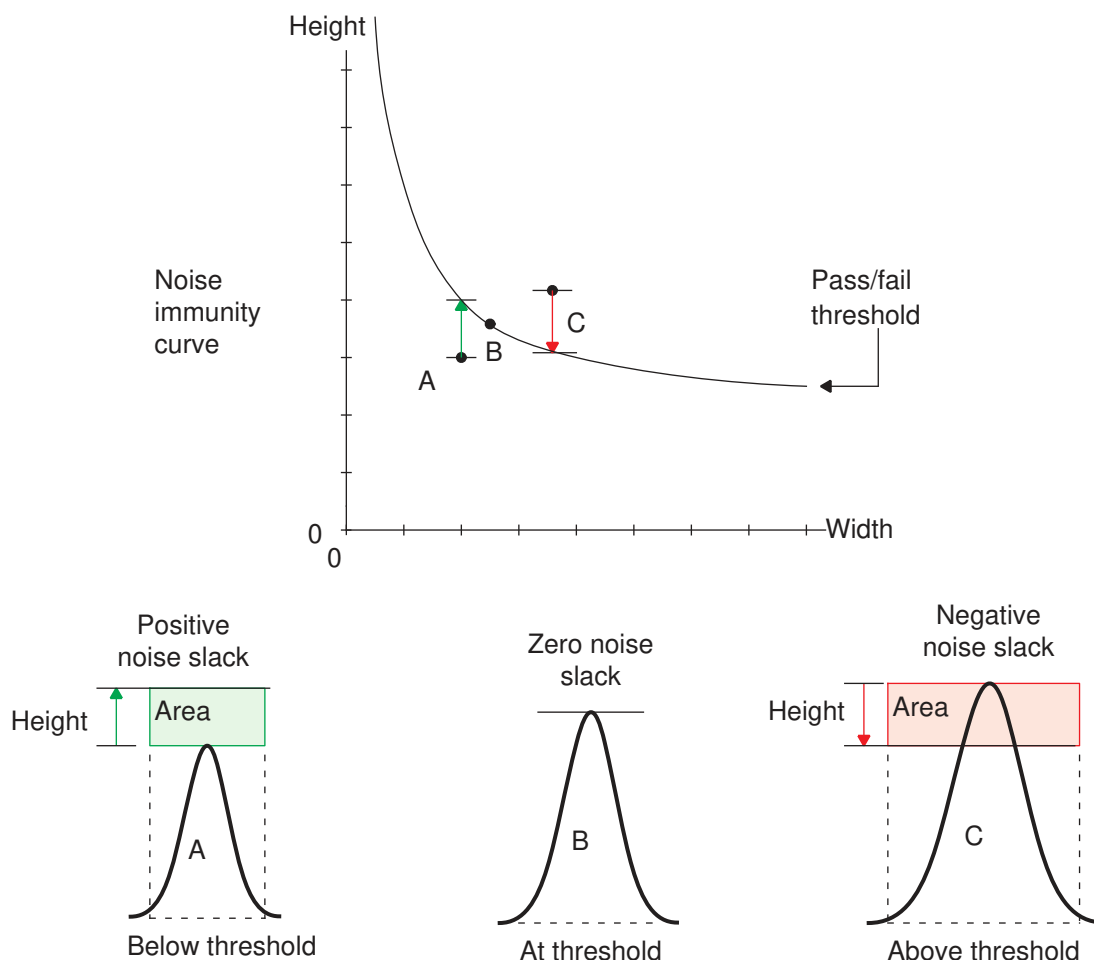 Height
Noise
immunity
curve
Pass/fail
threshold
C
B
A
0
Width
0
Positive
noise slack
Zero noise
slack
Negative
noise slack
Height
Area
Height
Area
A
B
C
Below threshold
At threshold
Above threshold